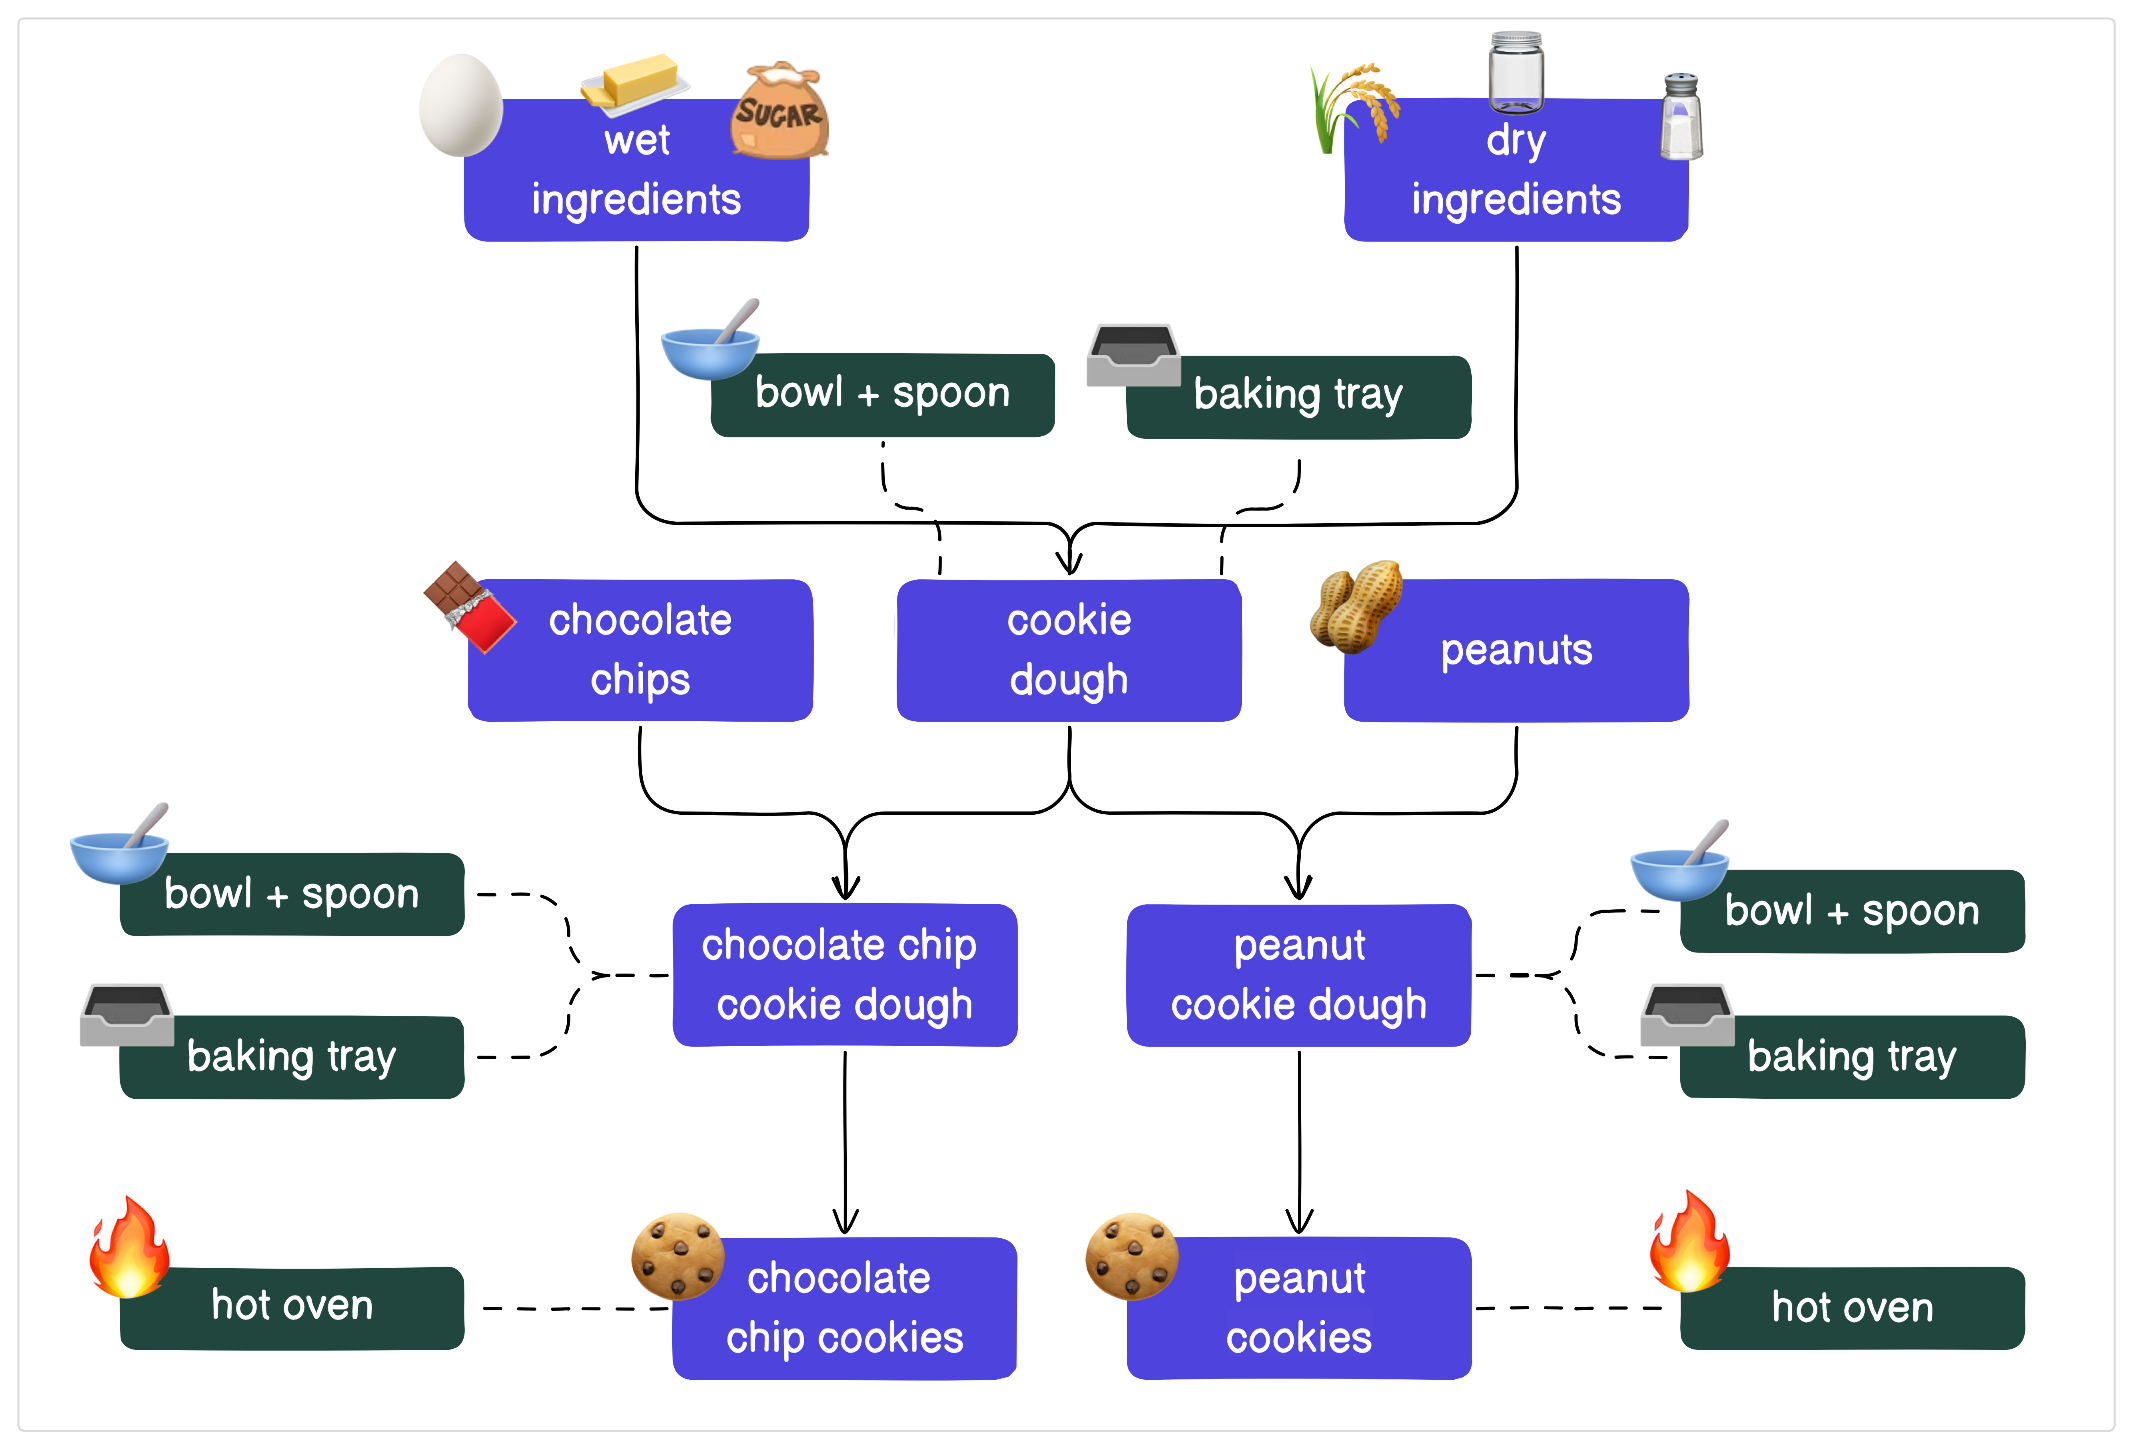 SUGAR
wet
ingredients
dry
ingredients
bowl + spoon
baking tray
chocolate
chips
cookie
dough
peanuts
bowl + spoon
baking tray
chocolate chip
cookie dough
peanut
cookie dough
bowl + spoon
baking tray
hot oven
chocolate
chip cookies
peanut
cookies
hot oven